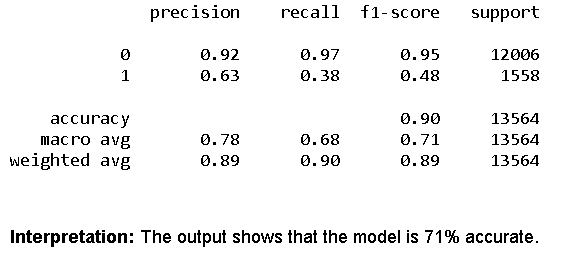 precision recall f1-score support
0 0.92 0.97 0.95 12006
1 0.63 0.38 0.48 1558
accuracy 0.90 13564
macro avg 0.78 0.68 0.71 13564
weighted avg 0.89 0.90 0.89 13564
Interpretation: The output shows that the model is 71% accurate.